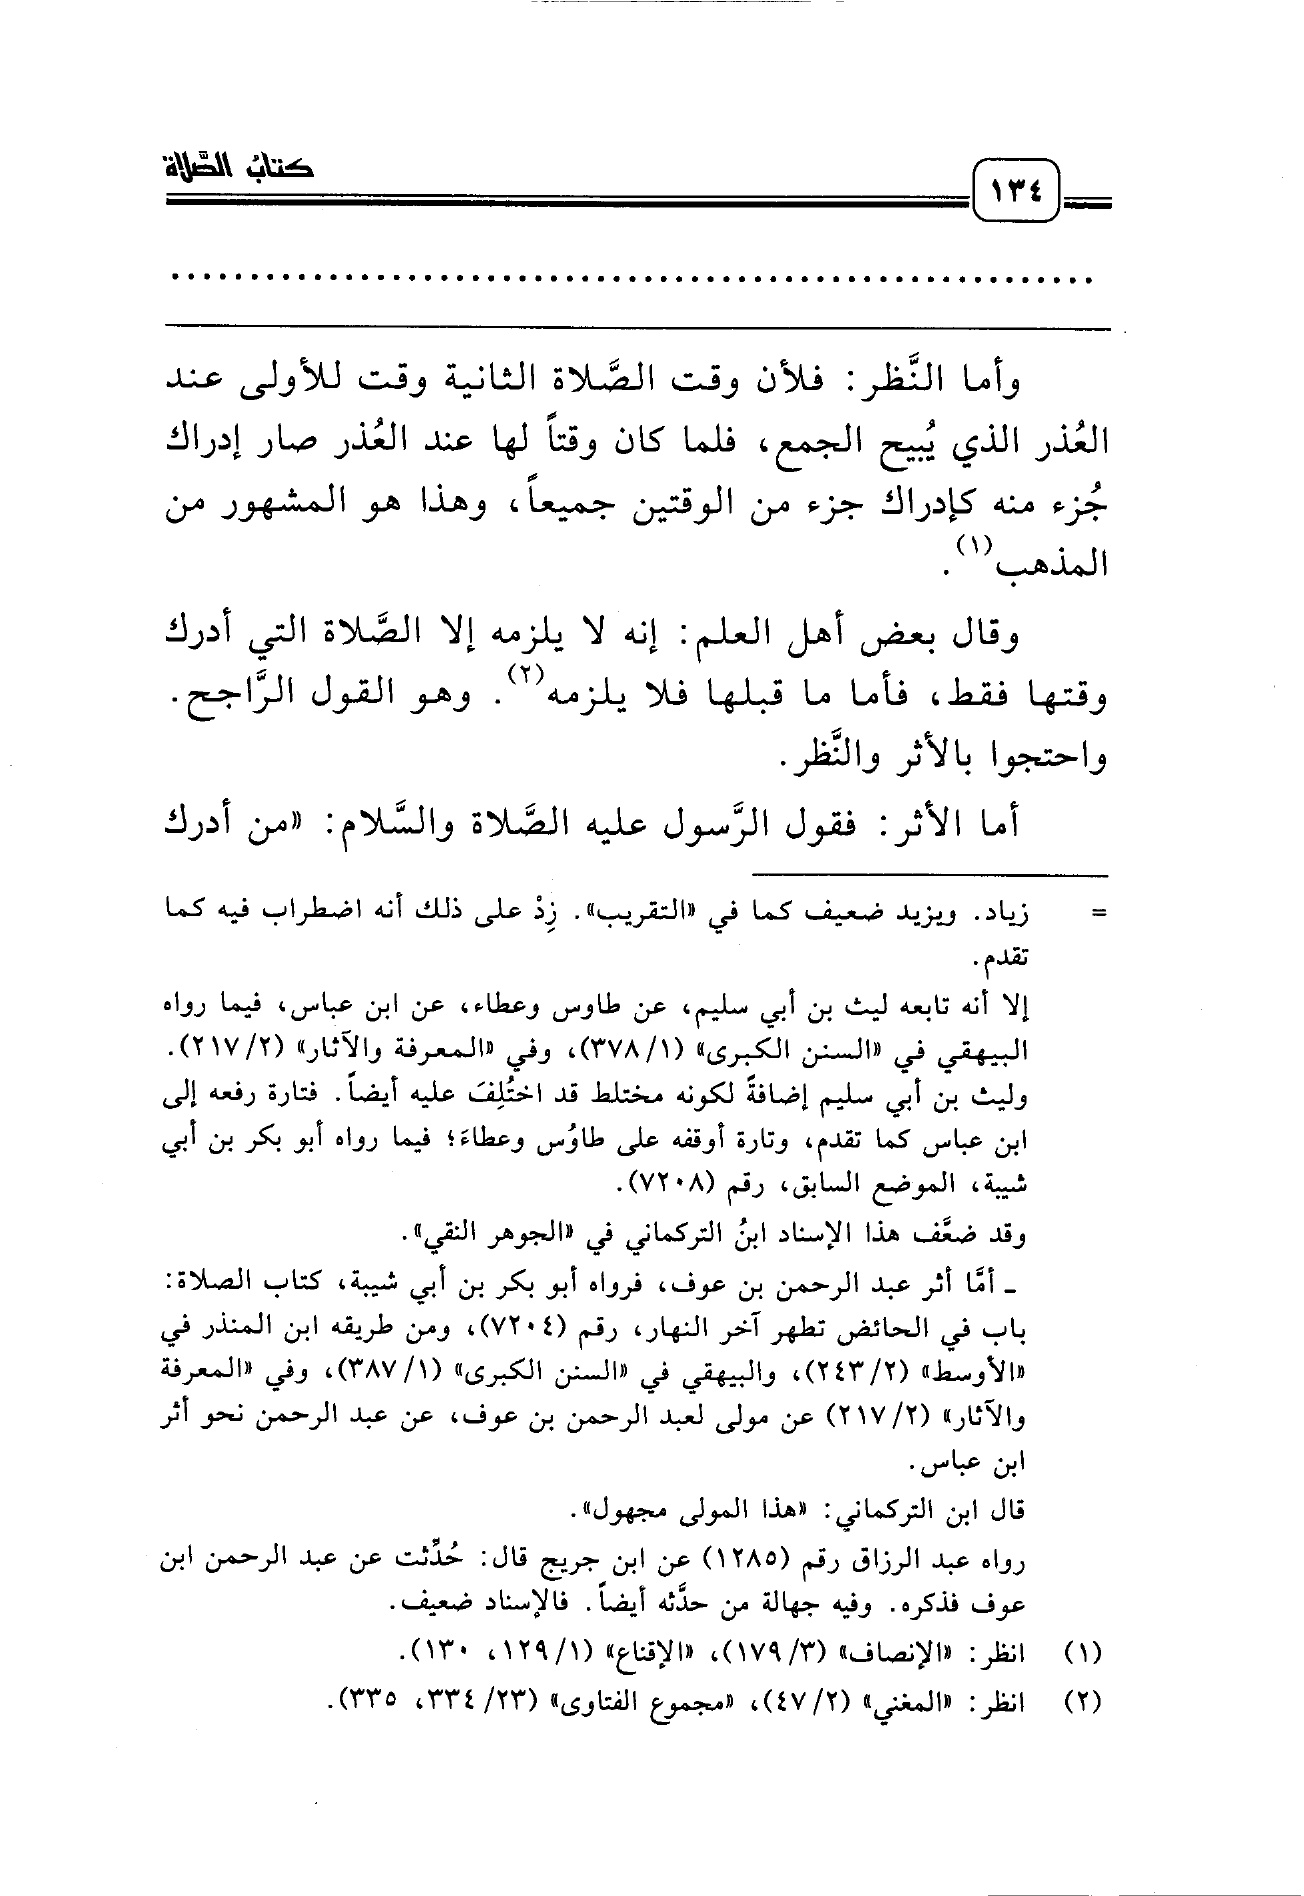 كتابُ الصَّلاة
١٣٤
وأما النَّظر: فلأن وقت الصَّلاة الثانية وقت للأولى عند
العُذر الذي يُبيح الجمع، فلما كان وقتاً لها عند العُذر صار إدراك
جُزء منه كإدراك جزء من الوقتين جميعاً، وهذا هو المشهور من
المذهب(١).
وقال بعض أهل العلم: إنه لا يلزمه إلا الصَّلاة التي أدرك
وقتها فقط، فأما ما قبلها فلا يلزمه(٢). وهو القول الرَّاجح.
واحتجوا بالأثر والنَّظر.
أما الأثر: فقول الرَّسول عليه الصَّلاة والسَّلام: «من أدرك
= زياد. ويزيد ضعيف كما في «التقريب». زِدْ على ذلك أنه اضطراب فيه كما
تقدم.
إلا أنه تابعه ليث بن أبي سليم، عن طاوس وعطاء، عن ابن عباس، فيما رواه
البيهقي في «السنن الكبرى» (١/ ٣٧٨)، وفي «المعرفة والآثار» (٢/ ٢١٧).
وليث بن أبي سليم إضافةً لكونه مختلط قد اختُلِفَ عليه أيضاً. فتارة رفعه إلى
ابن عباس كما تقدم، وتارة أوقفه على طاوُس وعطاءَ؛ فيما رواه أبو بكر بن أبي
شيبة، الموضع السابق، رقم (٧٢٠٨).
وقد ضعَّف هذا الإسناد ابنُ التركماني في «الجوهر النقي».
ـ أمَّا أثر عبد الرحمن بن عوف، فرواه أبو بكر بن أبي شيبة، كتاب الصلاة:
باب في الحائض تطهر آخر النهار، رقم (٧٢٠٤)، ومن طريقه ابن المنذر في
«الأوسط» (٢/ ٢٤٣)، والبيهقي في «السنن الكبرى» (١/ ٣٨٧)، وفي «المعرفة
والآثار» (٢/ ٢١٧) عن مولى لعبد الرحمن بن عوف، عن عبد الرحمن نحو أثر
ابن عباس.
قال ابن التركماني: «هذا المولى مجهول».
رواه عبد الرزاق رقم (١٢٨٥) عن ابن جريج قال: حُدِّثت عن عبد الرحمن ابن
عوف فذكره. وفيه جهالة من حدَّثه أيضاً. فالإسناد ضعيف.
(١) انظر: «الإنصاف» (٣/ ١٧٩)، «الإقناع» (١/ ١٢٩، ١٣٠).
(٢) انظر: «المغني» (٢/ ٤٧)، «مجموع الفتاوى» (٢٣/ ٣٣٤، ٣٣٥).